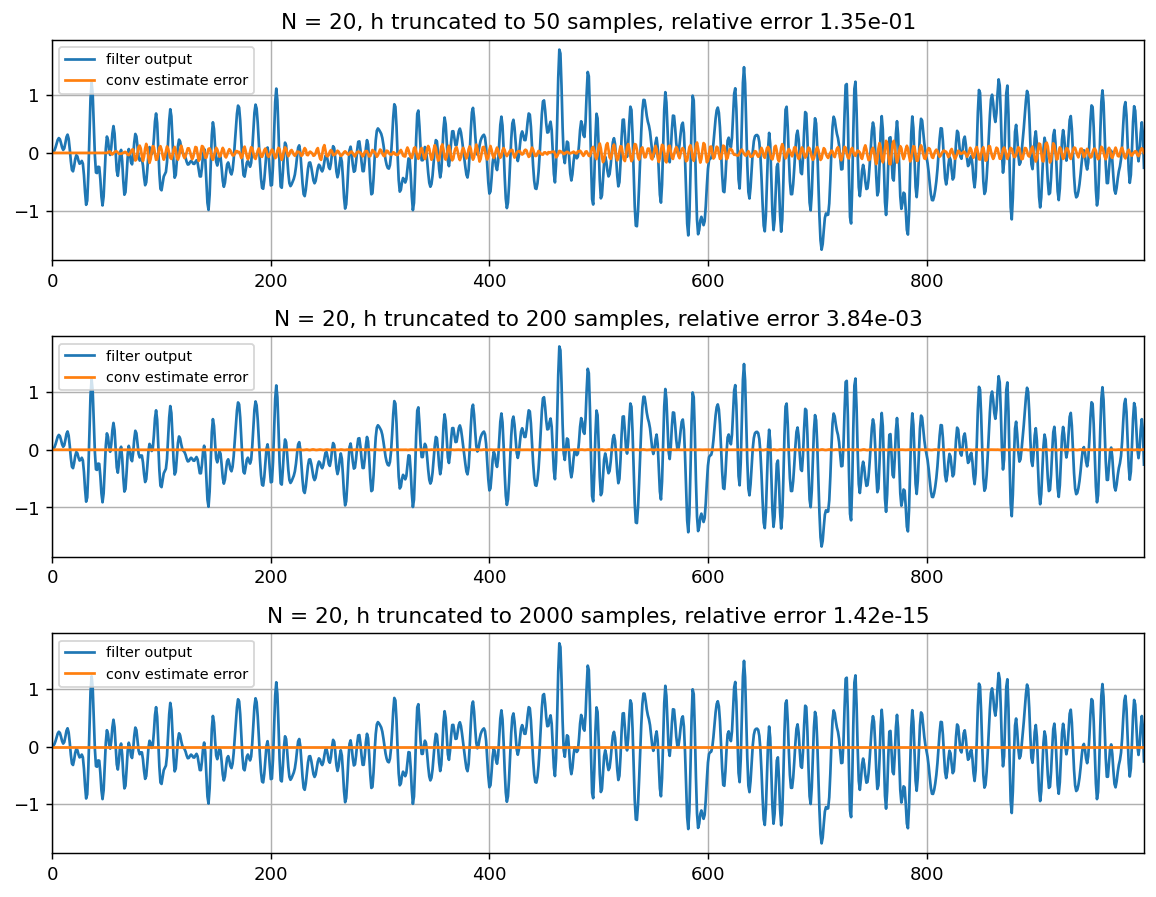 N = 20, h truncated to 50 samples, relative error 1.35e-01
filter output
conv estimate error
1
0
−1
0 200 400 600 800
N = 20, h truncated to 200 samples, relative error 3.84e-03
filter output
conv estimate error
1
0
−1
0 200 400 600 800
N = 20, h truncated to 2000 samples, relative error 1.42e-15
filter output
conv estimate error
1
0
−1
0 200 400 600 800